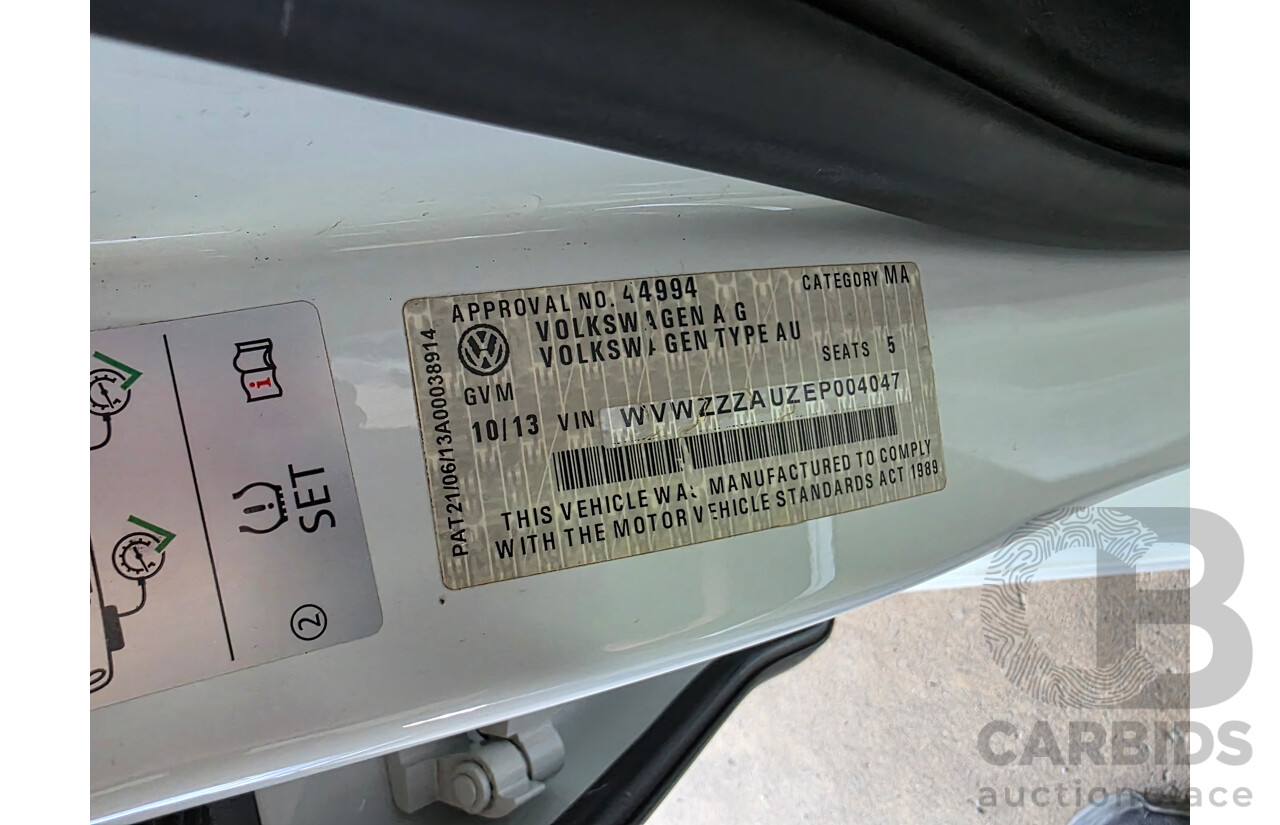 APPROVAL NO. 44994
CATEGORY MA
VOLKSWAGEN AG
VOLKSWAGEN TYPE AU
SEATS 5
GVM
10/13 VIN WVWZZZAUZEP004047
THIS VEHICLE WAS MANUFACTURED TO COMPLY
WITH THE MOTOR VEHICLE STANDARDS ACT 1989
PAT21/06/13A00038914
i
SET
2
CB
CARBIDS
auctionplace